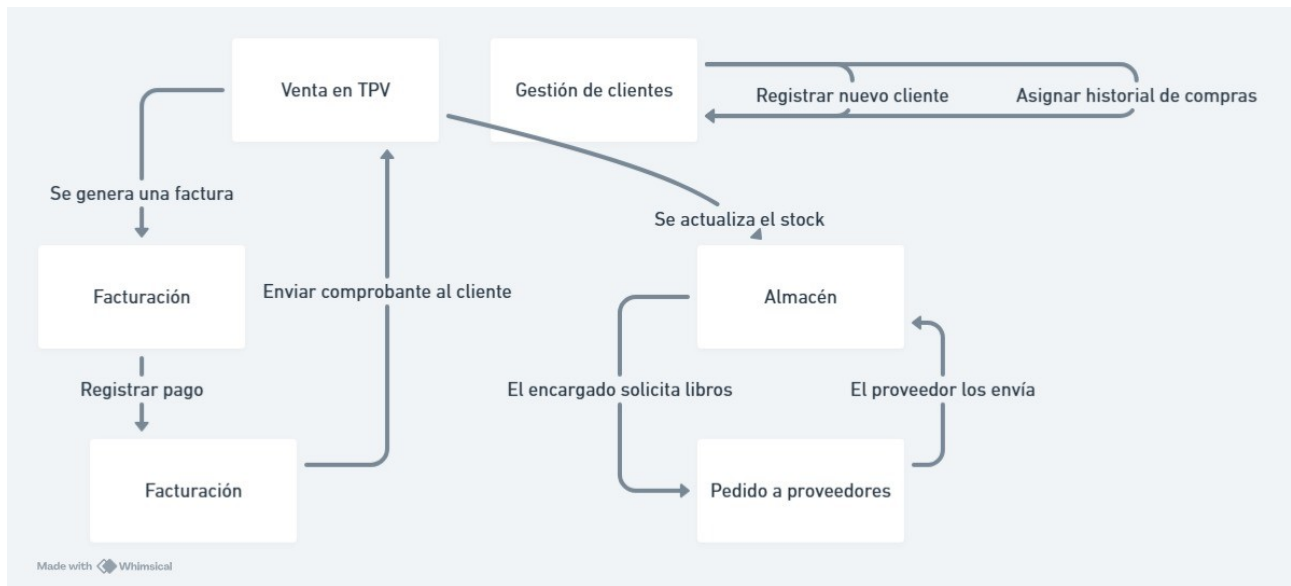 Venta en TPV
Gestión de clientes
Registrar nuevo cliente
Asignar historial de compras
Se genera una factura
Se actualiza el stock
Facturación
Enviar comprobante al cliente
Almacén
Registrar pago
El encargado solicita libros
El proveedor los envía
Facturación
Pedido a proveedores
Made with Whimsical